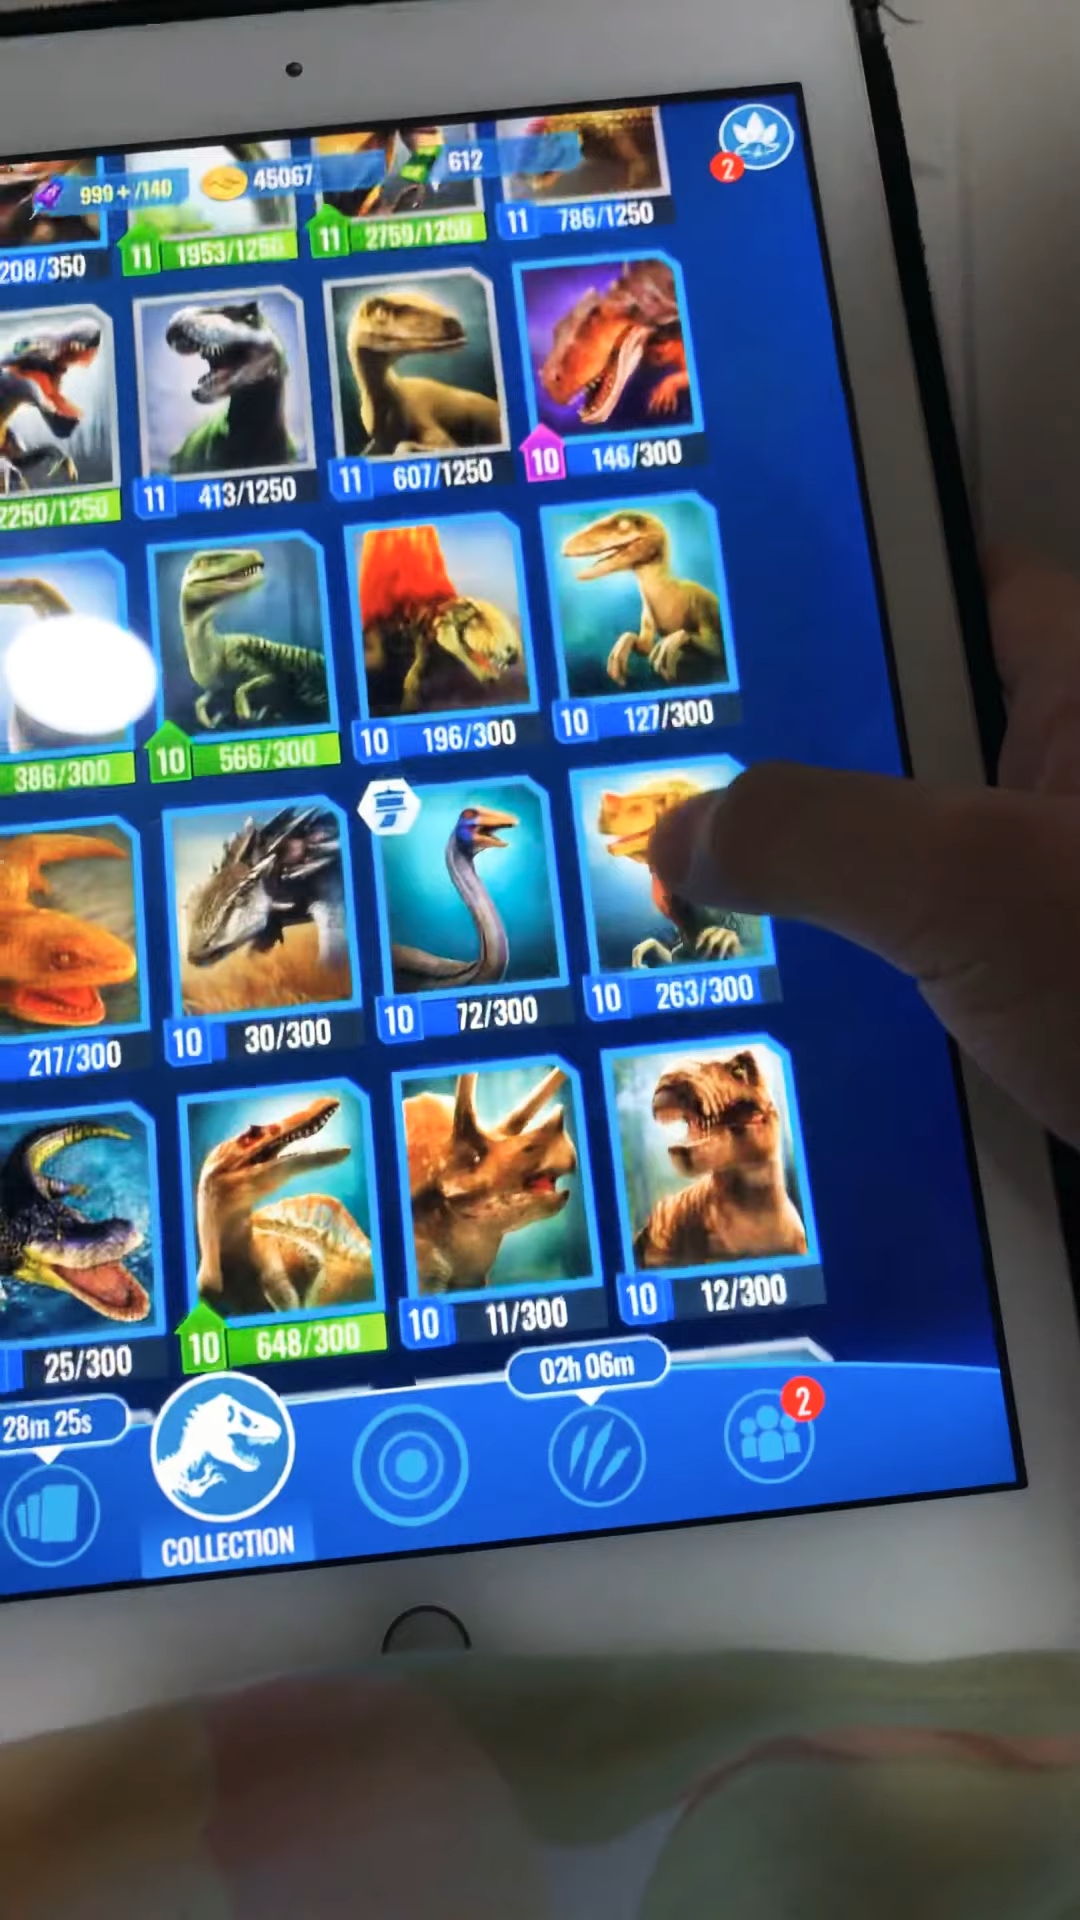 999+/140 45067 612 2
208/350 11 1953/1250 11 2759/1250 11 786/1250
2250/1250 11 413/1250 11 607/1250 10 146/300
386/300 10 566/300 10 196/300 10 127/300
217/300 10 30/300 10 72/300 10 263/300
25/300 10 648/300 10 11/300 10 12/300
28m 25s 02h 06m 2
COLLECTION